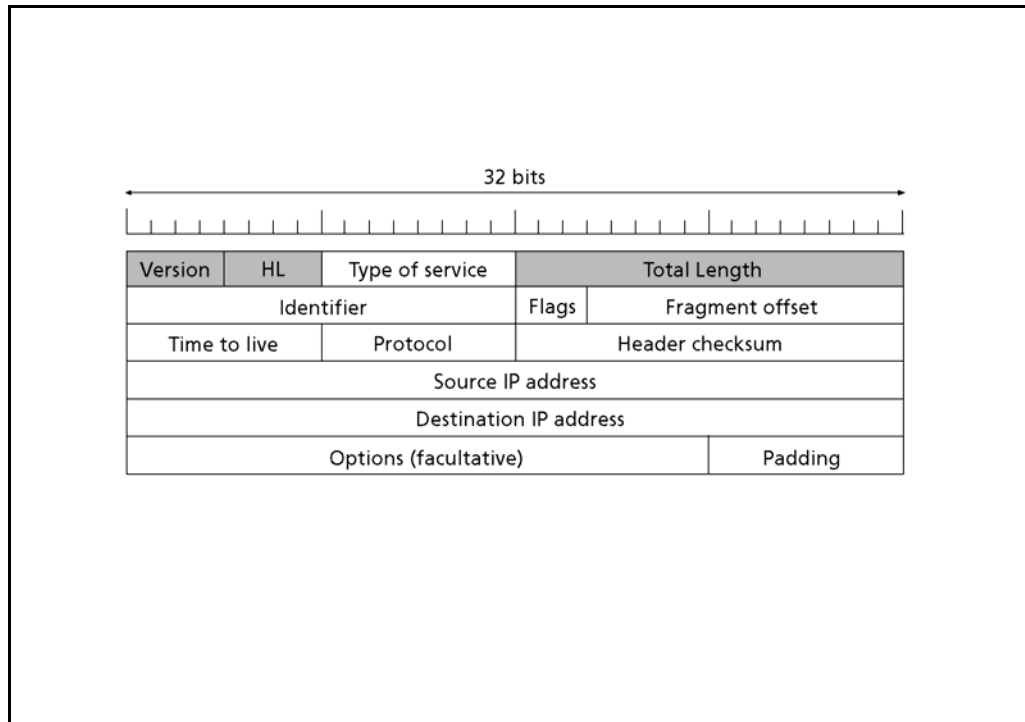 32 bits
Version HL Type of service Total Length
Identifier Flags Fragment offset
Time to live Protocol Header checksum
Source IP address
Destination IP address
Options (facultative) Padding